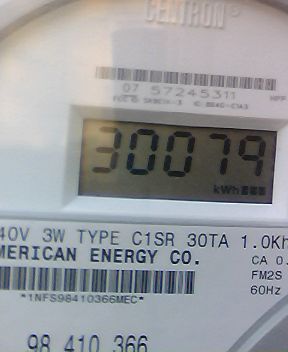 CENTRON®
07 57245311
30079
kWh
40V 3W TYPE C1SR 30TA 1.0Kh
MERICAN ENERGY CO.
CA 0.
FM2S
*1NFS98410366MEC*
60Hz
98 410 366